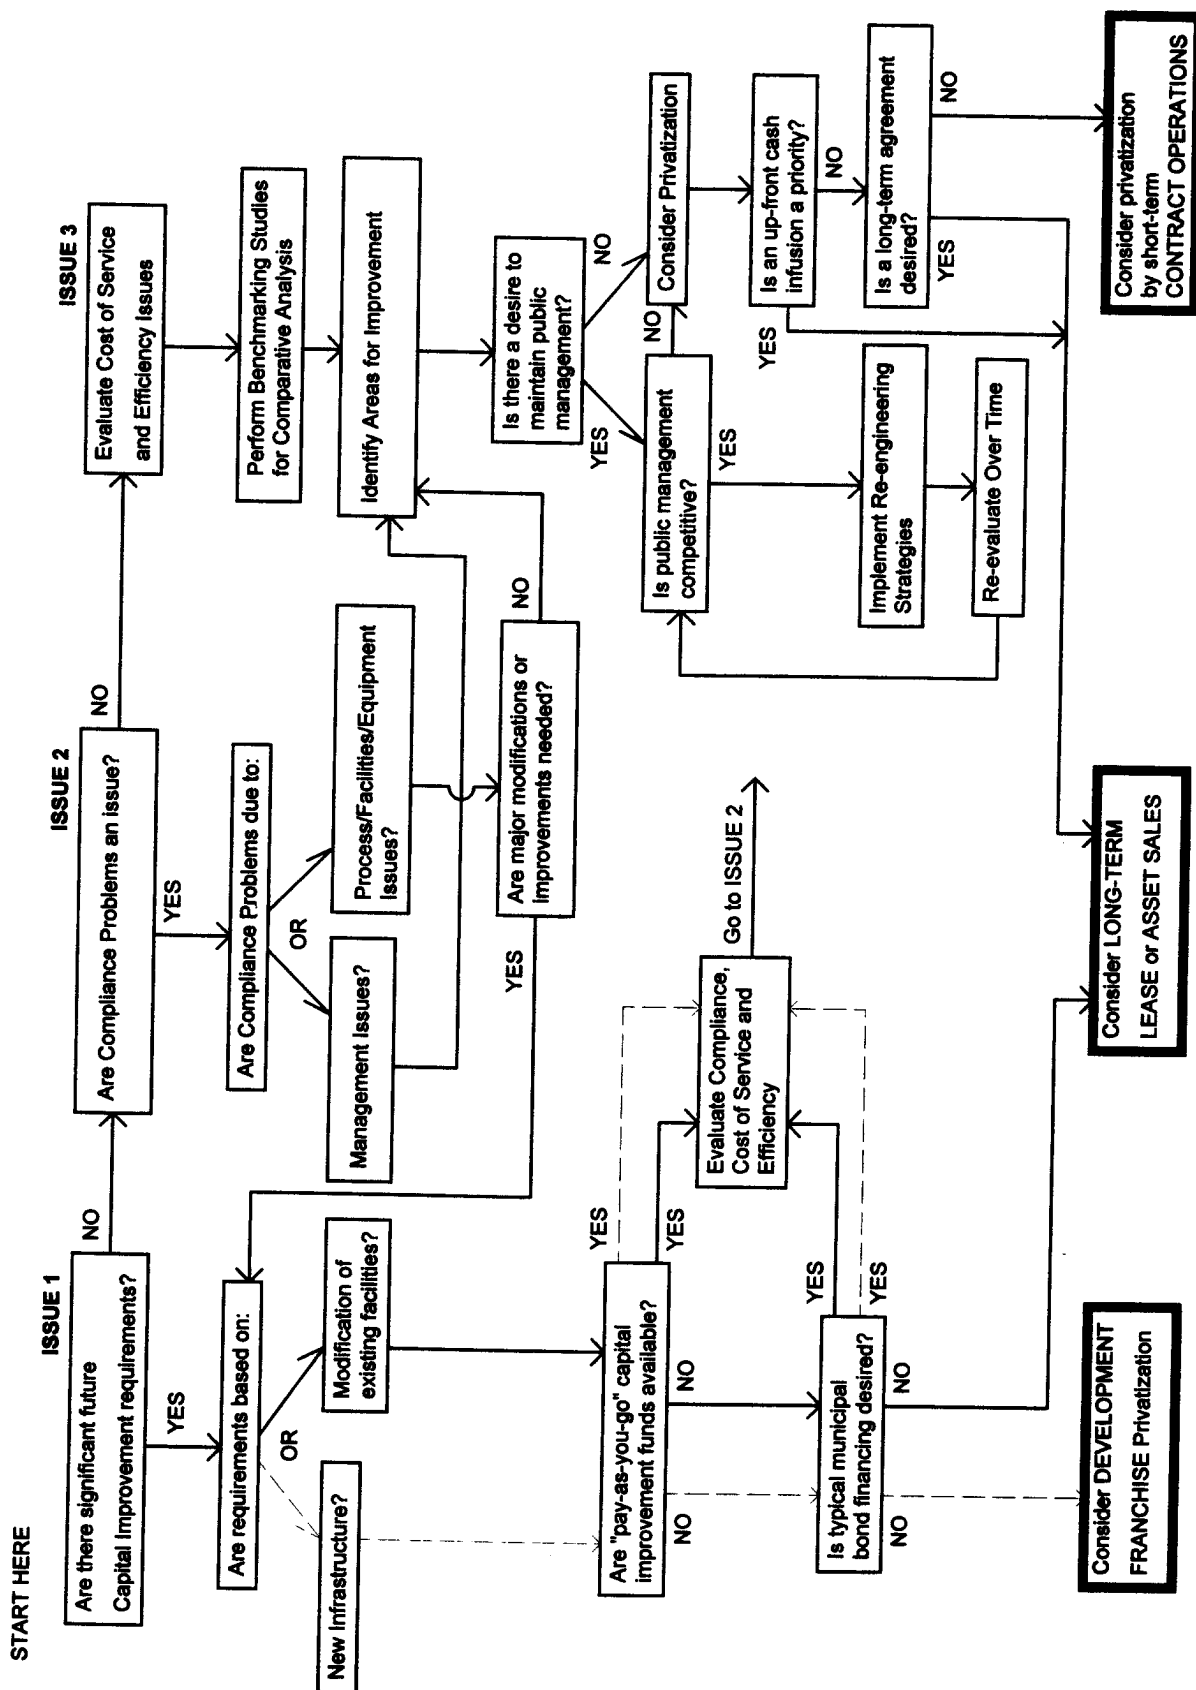 START HERE
ISSUE 1
Are there significant future
Capital Improvement requirements?
NO
YES
Are requirements based on:
OR
New Infrastructure?
Modification of
existing facilities?
Are "pay-as-you-go" capital
improvement funds available?
YES
YES
NO
NO
Is typical municipal
bond financing desired?
YES
YES
NO
NO
Evaluate Compliance,
Cost of Service and
Efficiency
Go to ISSUE 2
Consider DEVELOPMENT
FRANCHISE Privatization
ISSUE 2
Are Compliance Problems an issue?
NO
YES
Are Compliance Problems due to:
OR
Management Issues?
Process/Facilities/Equipment
Issues?
Are major modifications or
Improvements needed?
YES
NO
Consider LONG-TERM
LEASE or ASSET SALES
ISSUE 3
Evaluate Cost of Service
and Efficiency Issues
Perform Benchmarking Studies
for Comparative Analysis
Identify Areas for Improvement
Is there a desire to
maintain public
management?
YES
NO
Is public management
competitive?
NO
YES
Consider Privatization
Implement Re-engineering
Strategies
Re-evaluate Over Time
Is an up-front cash
infusion a priority?
YES
NO
Is a long-term agreement
desired?
YES
NO
Consider privatization
by short-term
CONTRACT OPERATIONS